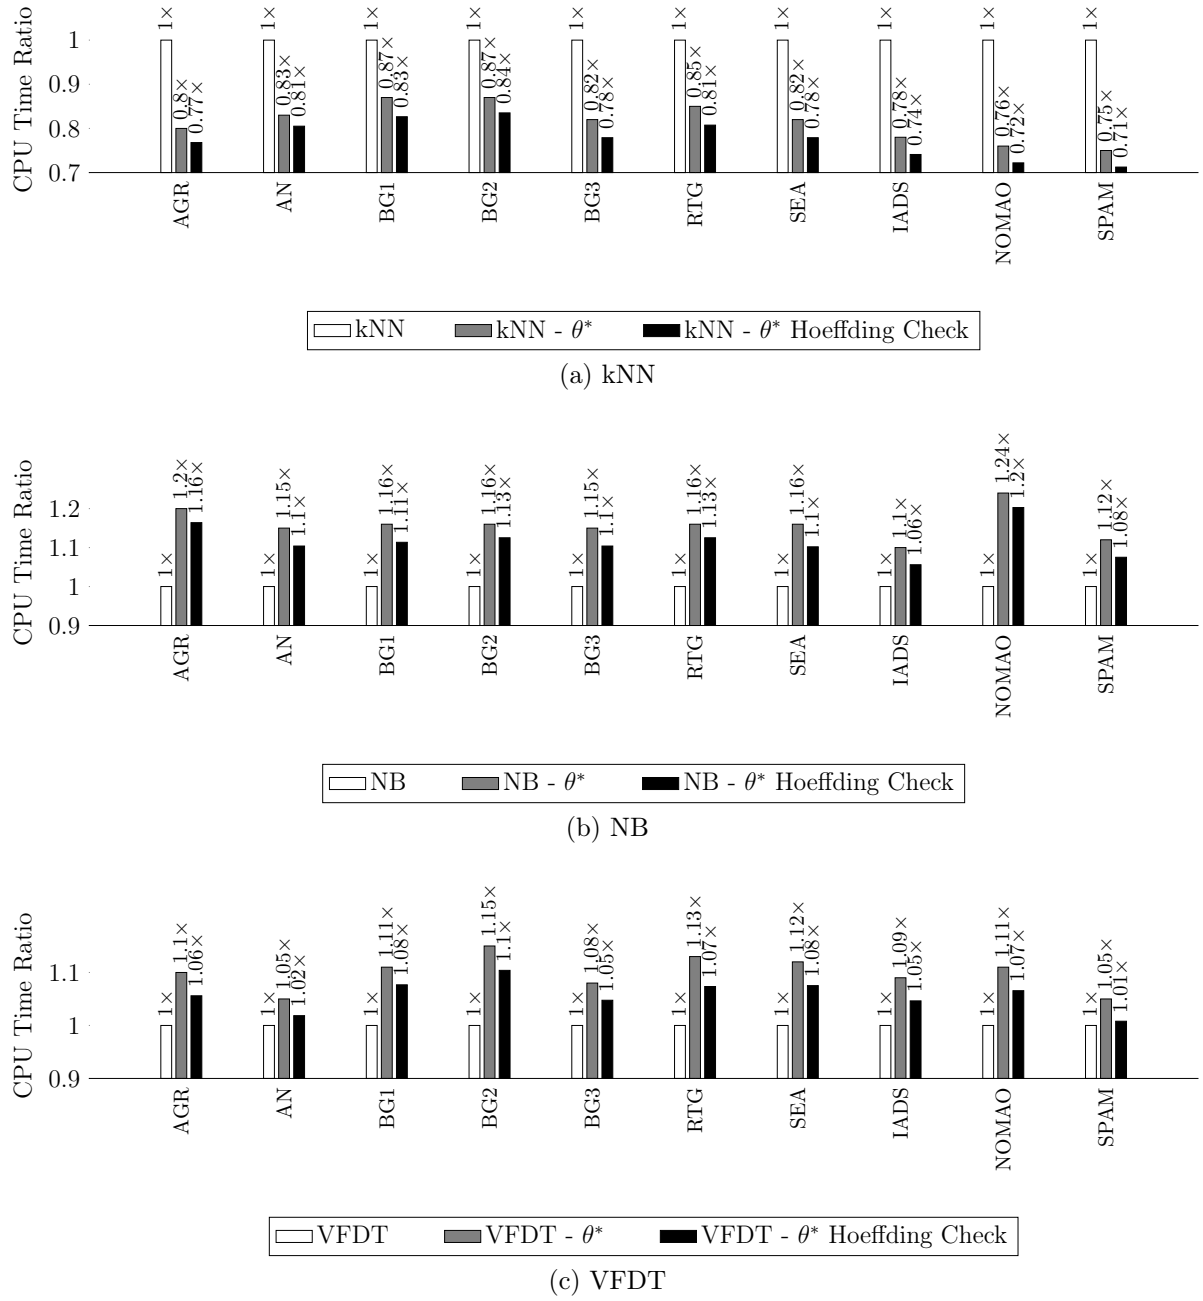 CPU Time Ratio
1
0.9
0.8
0.7
1× 0.8× 0.77×
1× 0.83× 0.81×
1× 0.87× 0.83×
1× 0.87× 0.84×
1× 0.82× 0.78×
1× 0.85× 0.81×
1× 0.82× 0.78×
1× 0.78× 0.74×
1× 0.76× 0.72×
1× 0.75× 0.71×
AGR AN BG1 BG2 BG3 RTG SEA IADS NOMAO SPAM
kNN kNN - θ* kNN - θ* Hoeffding Check
(a) kNN
CPU Time Ratio
1.2
1.1
1
0.9
1× 1.2× 1.16×
1× 1.15× 1.1×
1× 1.16× 1.11×
1× 1.16× 1.13×
1× 1.15× 1.1×
1× 1.16× 1.13×
1× 1.16× 1.1×
1× 1.1× 1.06×
1× 1.24× 1.2×
1× 1.12× 1.08×
AGR AN BG1 BG2 BG3 RTG SEA IADS NOMAO SPAM
NB NB - θ* NB - θ* Hoeffding Check
(b) NB
CPU Time Ratio
1.1
1
0.9
1× 1.1× 1.06×
1× 1.05× 1.02×
1× 1.11× 1.08×
1× 1.15× 1.1×
1× 1.08× 1.05×
1× 1.13× 1.07×
1× 1.12× 1.08×
1× 1.09× 1.05×
1× 1.11× 1.07×
1× 1.05× 1.01×
AGR AN BG1 BG2 BG3 RTG SEA IADS NOMAO SPAM
VFDT VFDT - θ* VFDT - θ* Hoeffding Check
(c) VFDT